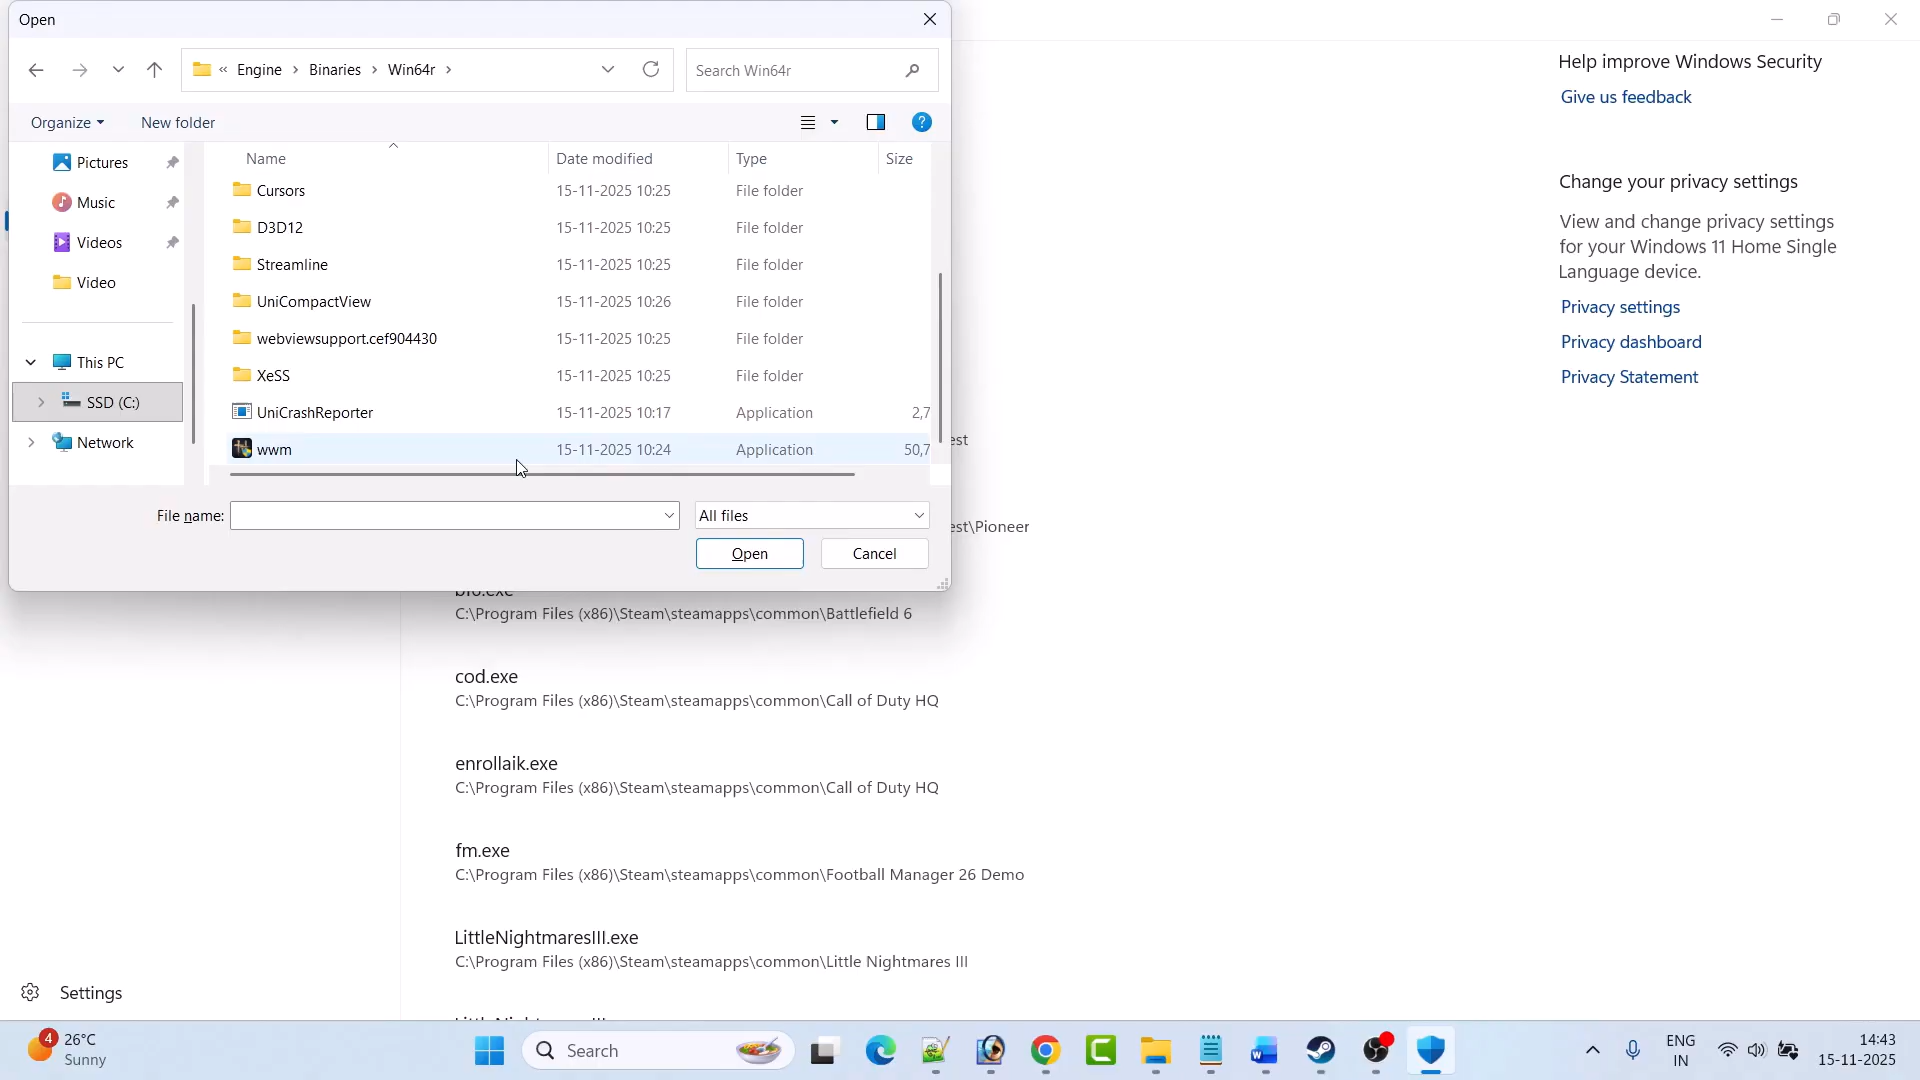 Open
« Engine > Binaries > Win64r >
Search Win64r
Organize
New folder
Name
Date modified
Type
Size
Pictures
Music
Videos
Video
This PC
SSD (C:)
Network
Cursors 15-11-2025 10:25 File folder
D3D12 15-11-2025 10:25 File folder
Streamline 15-11-2025 10:25 File folder
UniCompactView 15-11-2025 10:26 File folder
webviewsupport.cef904430 15-11-2025 10:25 File folder
XeSS 15-11-2025 10:25 File folder
UniCrashReporter 15-11-2025 10:17 Application 2,7
wwm 15-11-2025 10:24 Application 50,7
File name:
All files
Open
Cancel
Help improve Windows Security
Give us feedback
Change your privacy settings
View and change privacy settings
for your Windows 11 Home Single
Language device.
Privacy settings
Privacy dashboard
Privacy Statement
est
est\Pioneer
C:\Program Files (x86)\Steam\steamapps\common\Battlefield 6
cod.exe
C:\Program Files (x86)\Steam\steamapps\common\Call of Duty HQ
enrollaik.exe
C:\Program Files (x86)\Steam\steamapps\common\Call of Duty HQ
fm.exe
C:\Program Files (x86)\Steam\steamapps\common\Football Manager 26 Demo
LittleNightmaresIII.exe
C:\Program Files (x86)\Steam\steamapps\common\Little Nightmares III
Settings
4
26°C
Sunny
Search
ENG
IN
14:43
15-11-2025